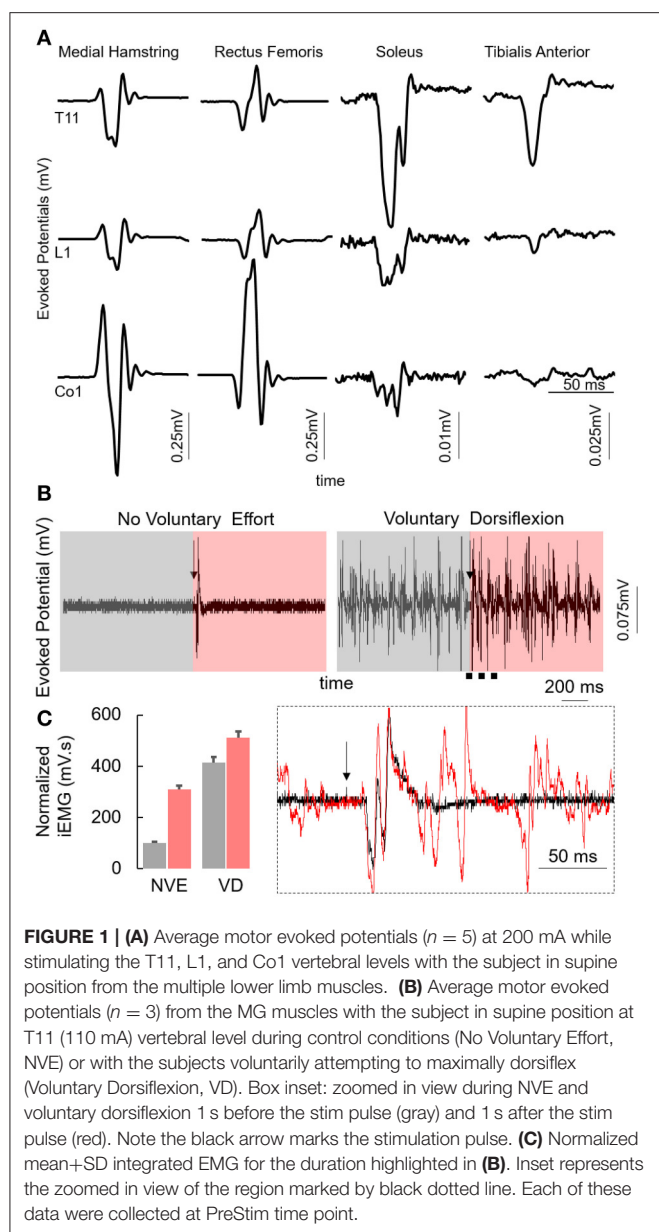 A
Medial Hamstring
Rectus Femoris
Soleus
Tibialis Anterior
Evoked Potentials (mV)
T11
L1
Co1
50 ms
0.25mV
0.25mV
0.01mV
0.025mV
time
B
No Voluntary Effort
Voluntary Dorsiflexion
Evoked Potential (mV)
0.075mV
time
200 ms
C
Normalized
iEMG (mV.s)
600
400
200
0
NVE
VD
50 ms
FIGURE 1 | (A) Average motor evoked potentials (n = 5) at 200 mA while
stimulating the T11, L1, and Co1 vertebral levels with the subject in supine
position from the multiple lower limb muscles. (B) Average motor evoked
potentials (n = 3) from the MG muscles with the subject in supine position at
T11 (110 mA) vertebral level during control conditions (No Voluntary Effort,
NVE) or with the subjects voluntarily attempting to maximally dorsiflex
(Voluntary Dorsiflexion, VD). Box inset: zoomed in view during NVE and
voluntary dorsiflexion 1 s before the stim pulse (gray) and 1 s after the stim
pulse (red). Note the black arrow marks the stimulation pulse. (C) Normalized
mean+SD integrated EMG for the duration highlighted in (B). Inset represents
the zoomed in view of the region marked by black dotted line. Each of these
data were collected at PreStim time point.